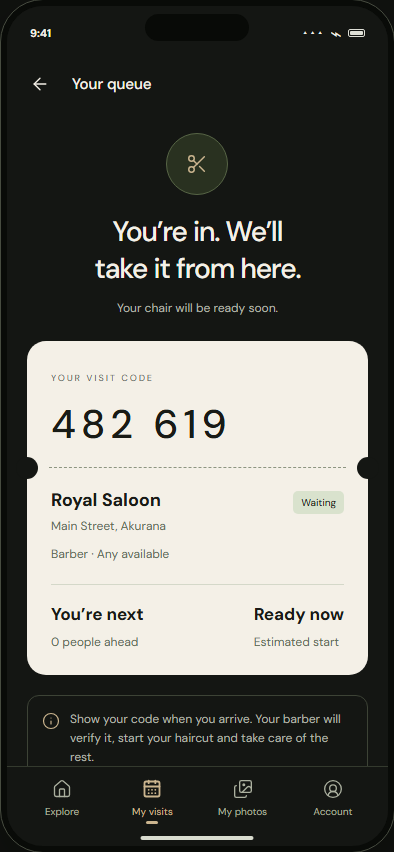 9:41
Your queue
You're in. We'll
take it from here.
Your chair will be ready soon.
YOUR VISIT CODE
482 619
Royal Saloon
Waiting
Main Street, Akurana
Barber · Any available
You're next
Ready now
0 people ahead
Estimated start
Show your code when you arrive. Your barber will
verify it, start your haircut and take care of the
rest.
Explore
My visits
My photos
Account